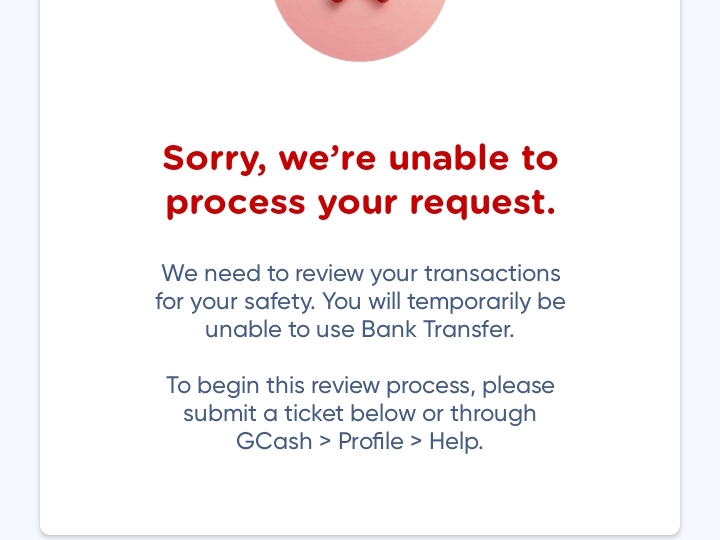 Sorry, we’re unable to
process your request.
We need to review your transactions
for your safety. You will temporarily be
unable to use Bank Transfer.
To begin this review process, please
submit a ticket below or through
GCash > Profile > Help.